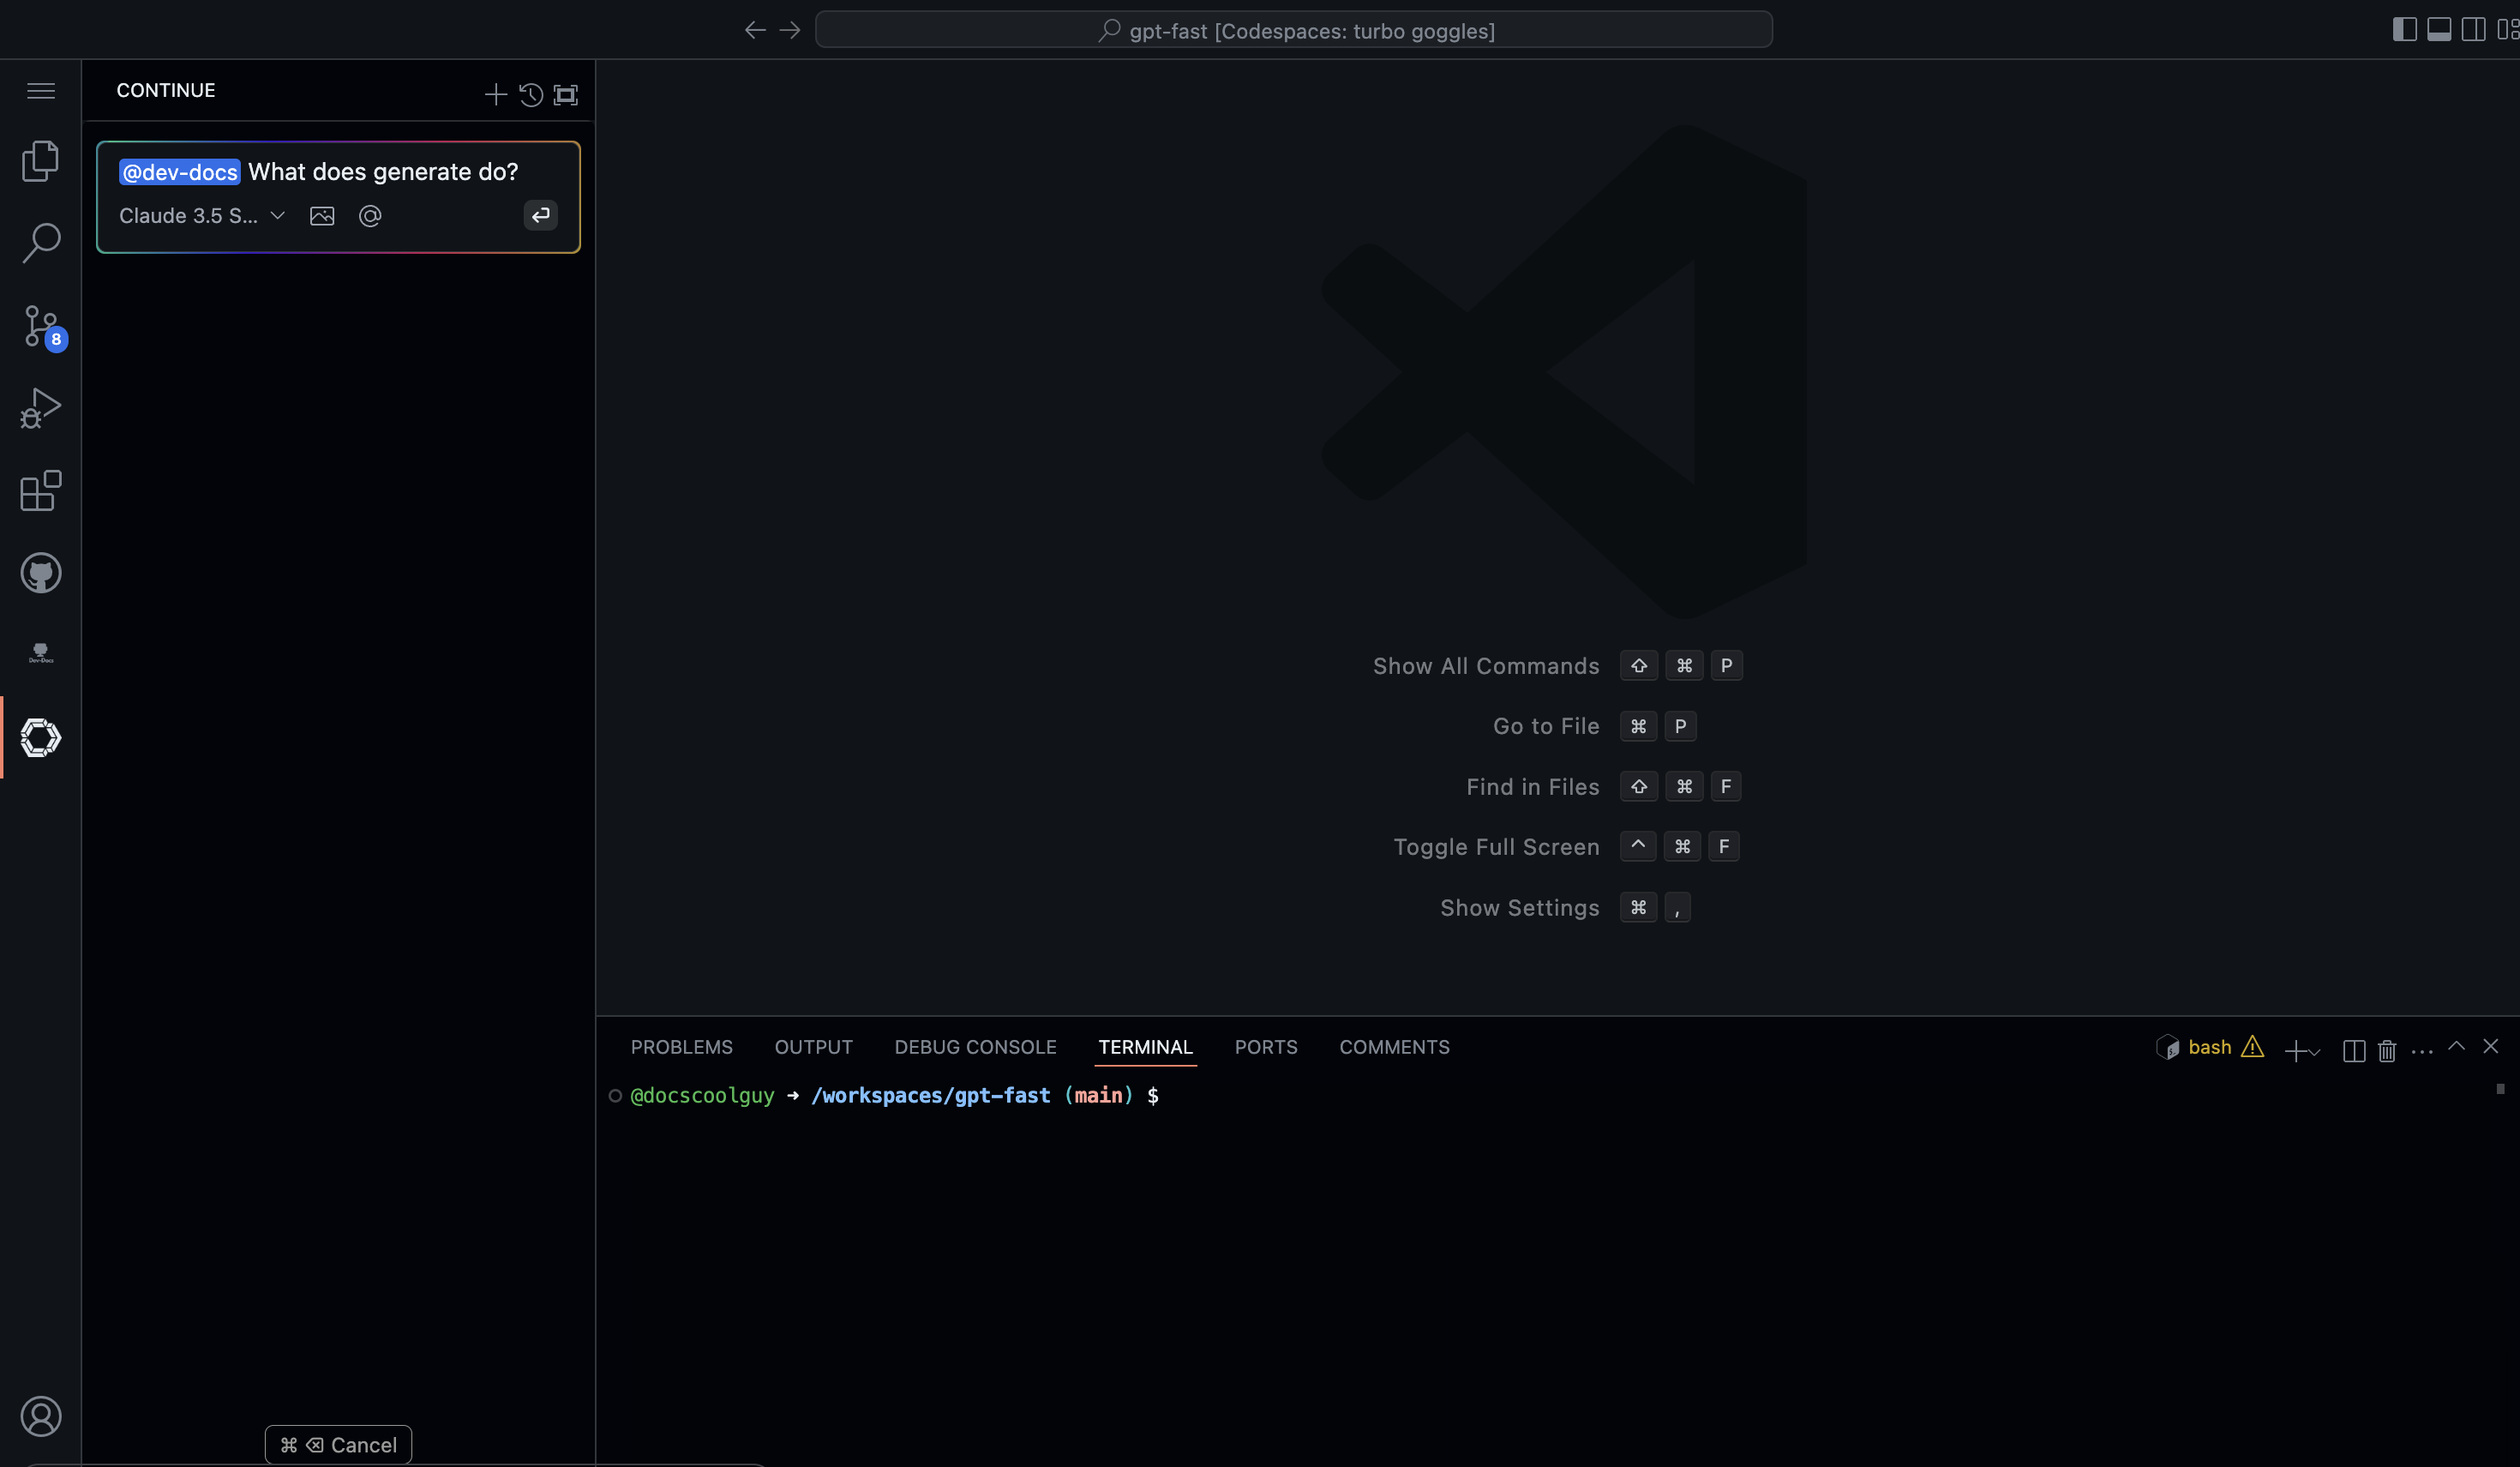 gpt-fast [Codespaces: turbo goggles]
CONTINUE
@dev-docs What does generate do?
Claude 3.5 S...
8
Dev-Docs
Show All Commands ⇧ ⌘ P
Go to File ⌘ P
Find in Files ⇧ ⌘ F
Toggle Full Screen ^ ⌘ F
Show Settings ⌘ ,
PROBLEMS OUTPUT DEBUG CONSOLE TERMINAL PORTS COMMENTS
bash
@docscoolguy ➜ /workspaces/gpt-fast (main) $
⌘ ⌫ Cancel